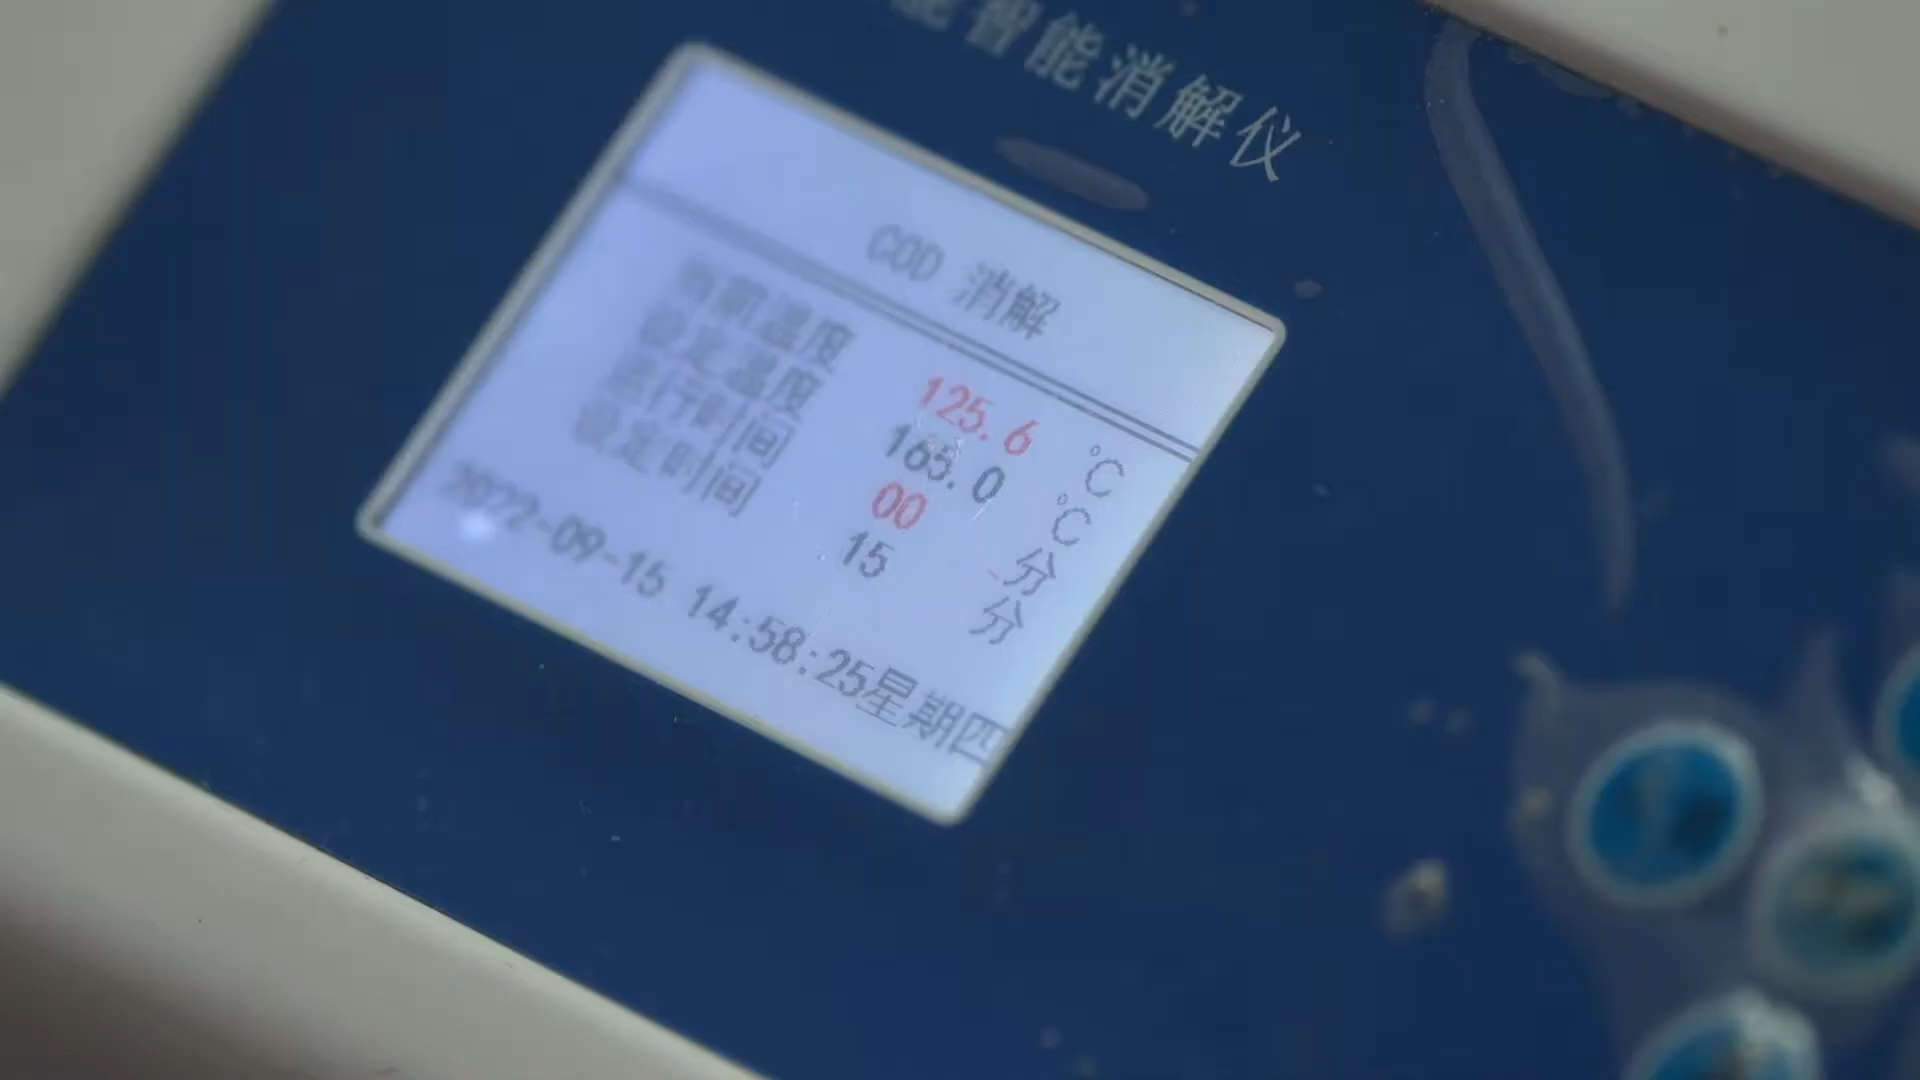 能智能消解仪
COD 消解
当前温度 125.6 ℃
设定温度 165.0 ℃
运行时间 00 分
设定时间 15 分
2022-09-15 14:58:25星期四